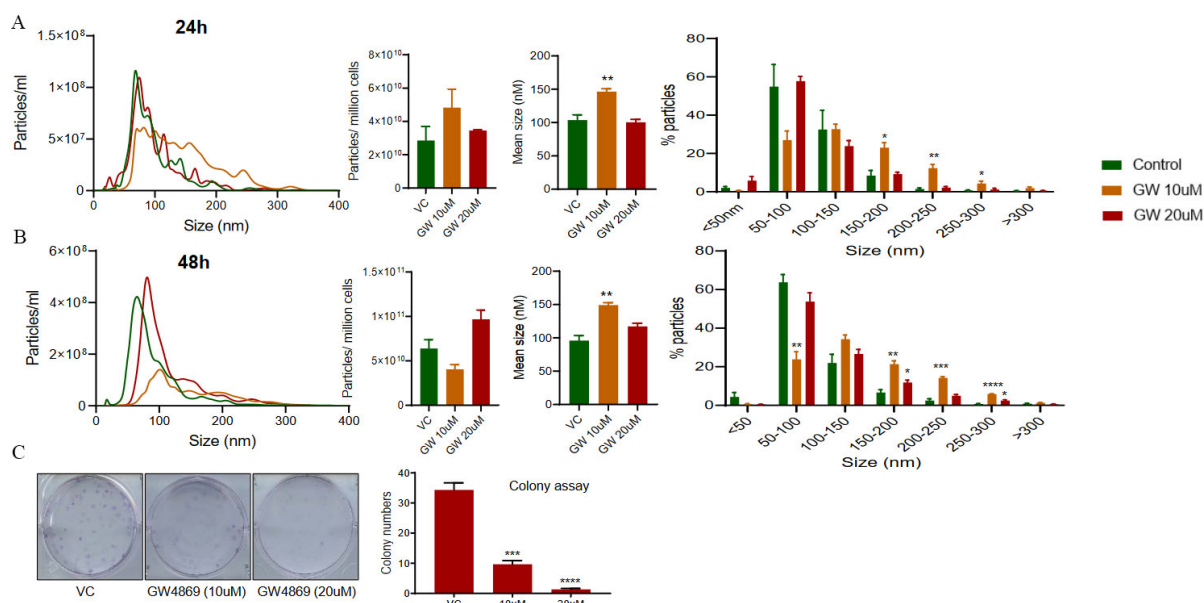 A
24h
Particles/ml
1.5×10⁸
1×10⁸
5×10⁷
0
0 100 200 300 400
Size (nm)
Particles/ million cells
8×10¹⁰
6×10¹⁰
4×10¹⁰
2×10¹⁰
0
VC
GW 10uM
GW 20uM
Mean size (nM)
200
150
100
50
0
**
VC
GW 10uM
GW 20uM
% particles
80
60
40
20
0
*
**
*
<50nm
50-100
100-150
150-200
200-250
250-300
>300
Size (nm)
Control
GW 10uM
GW 20uM
B
48h
Particles/ml
6×10⁸
4×10⁸
2×10⁸
0
0 100 200 300 400
Size (nm)
Particles/ million cells
1.5×10¹¹
1×10¹¹
5×10¹⁰
0
VC
GW 10uM
GW 20uM
Mean size (nM)
200
150
100
50
0
**
VC
GW 10uM
GW 20uM
% particles
80
60
40
20
0
**
**
*
***
****
*
<50
50-100
100-150
150-200
200-250
250-300
>300
Size (nm)
C
VC
GW4869 (10uM)
GW4869 (20uM)
Colony assay
Colony numbers
40
30
20
10
0
***
****
VC
10uM
20uM